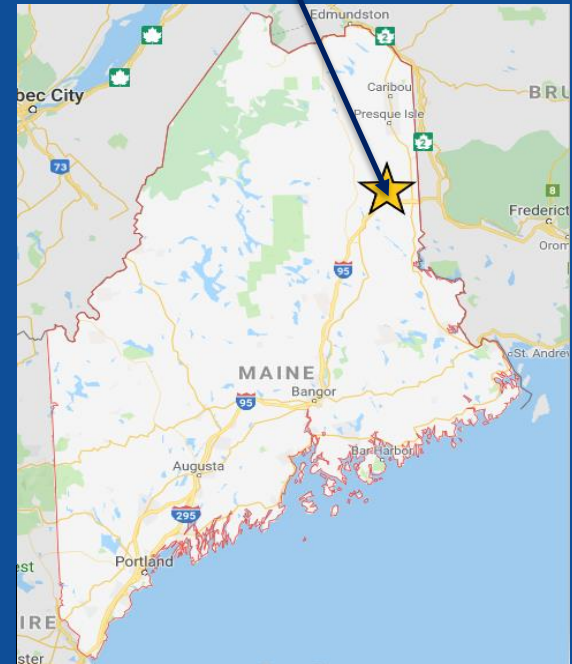 Edmundston
2
Caribou
bec City
BRU
Presque Isle
2
73
8
Frederict
Orom
95
St. Andrew
MAINE
Bangor
95
Bar Harbor
Augusta
295
Portland
est
IRE
ster